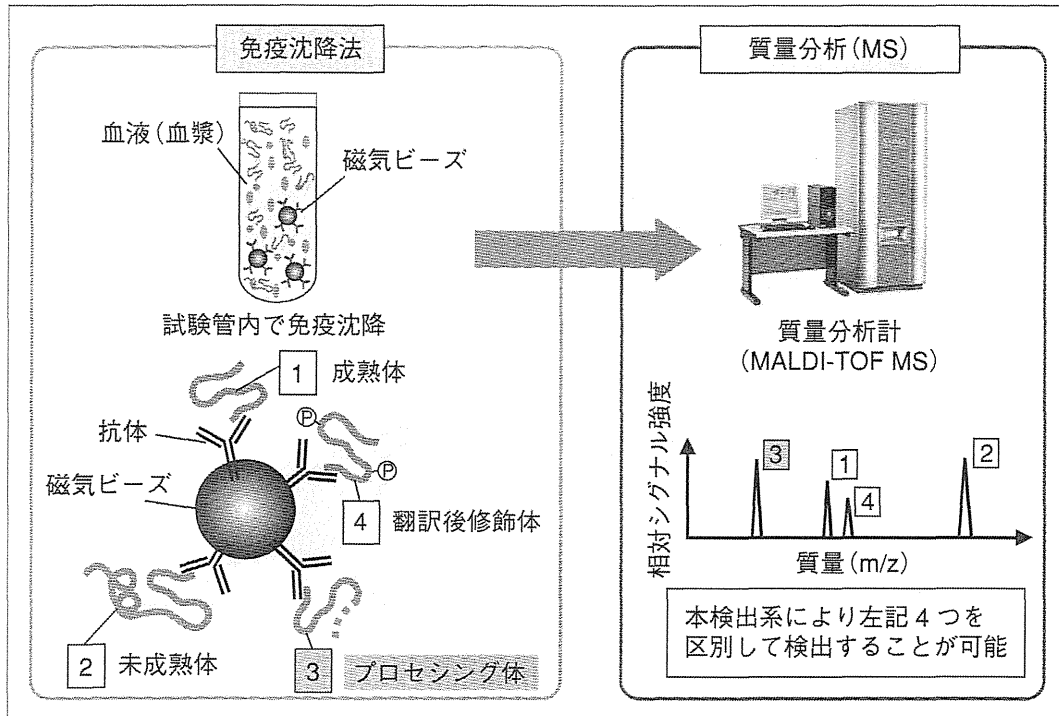 免疫沈降法
血液(血漿)
磁気ビーズ
試験管内で免疫沈降
1 成熟体
抗体
P
P
磁気ビーズ
4 翻訳後修飾体
2 未成熟体
3 プロセシング体
質量分析(MS)
質量分析計
(MALDI-TOF MS)
相対シグナル強度
3
1
4
2
質量(m/z)
本検出系により左記 4 つを
区別して検出することが可能